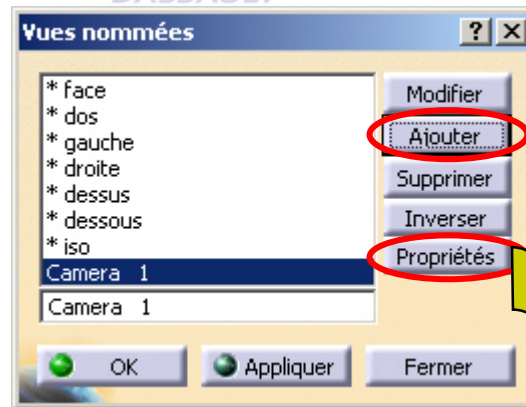 DASSAULT
Vues nommées
* face
* dos
* gauche
* droite
* dessus
* dessous
* iso
Camera 1
Camera 1
Modifier
Ajouter
Supprimer
Inverser
Propriétés
OK
Appliquer
Fermer